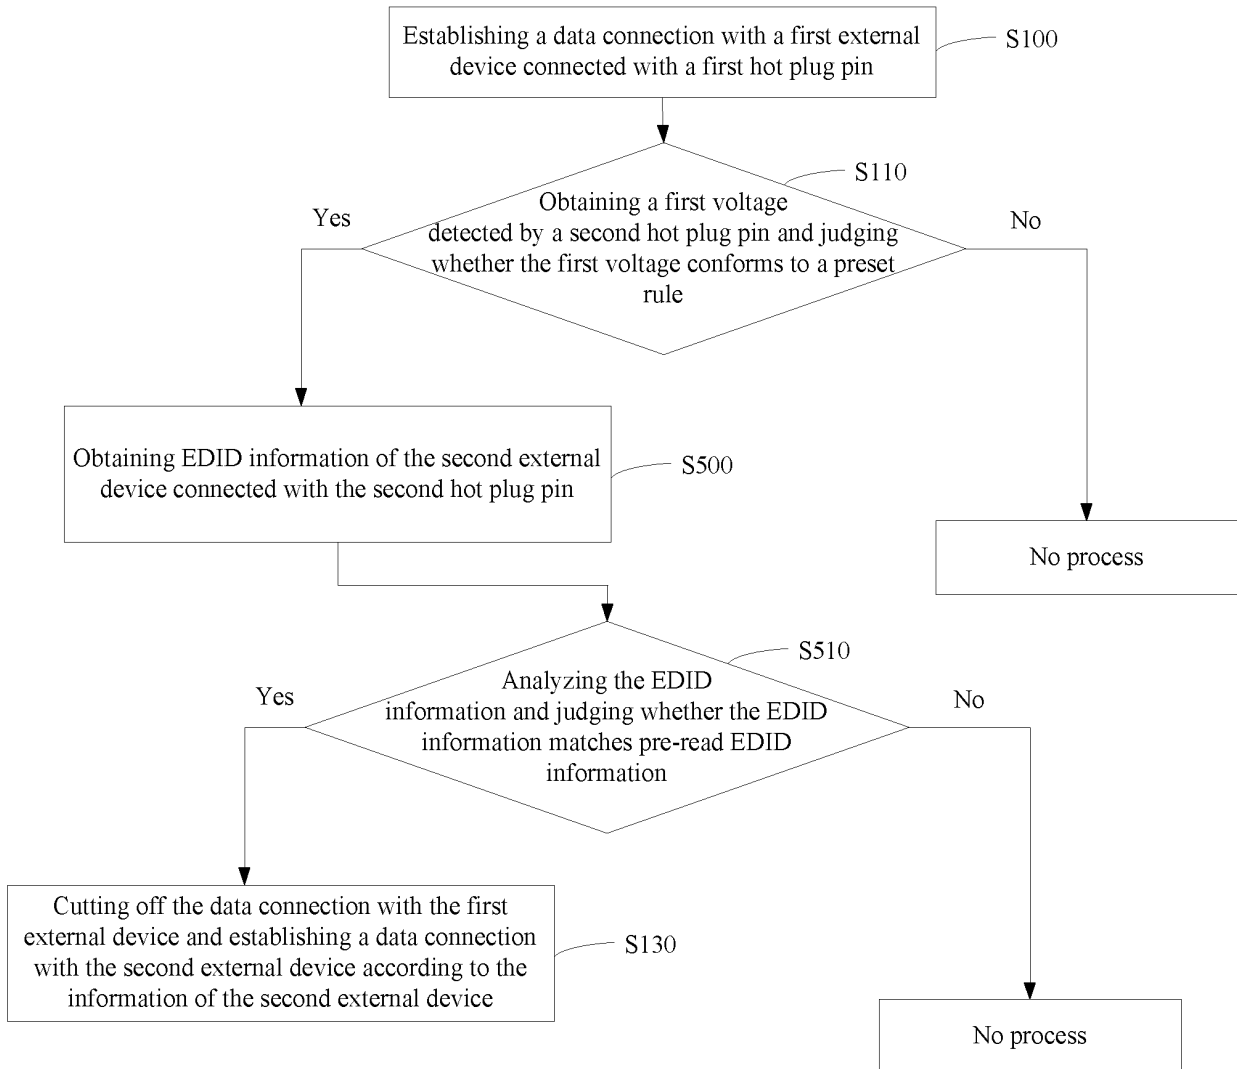 Establishing a data connection with a first external
device connected with a first hot plug pin
S100
S110
Obtaining a first voltage
detected by a second hot plug pin and judging
whether the first voltage conforms to a preset
rule
Yes
No
Obtaining EDID information of the second external
device connected with the second hot plug pin
S500
No process
S510
Analyzing the EDID
information and judging whether the EDID
information matches pre-read EDID
information
Yes
No
Cutting off the data connection with the first
external device and establishing a data connection
with the second external device according to the
information of the second external device
S130
No process